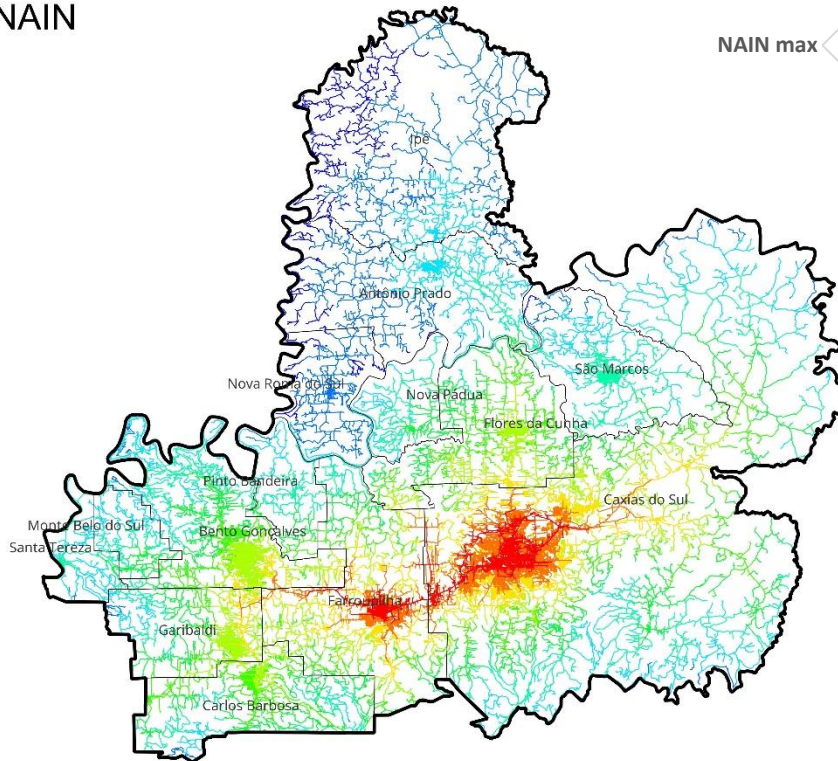 NAIN
NAIN max
Ipê
Antônio Prado
São Marcos
Nova Roma do Sul
Nova Pádua
Flores da Cunha
Pinto Bandeira
Caxias do Sul
Monte Belo do Sul
Bento Gonçalves
Santa Tereza
Farroupilha
Garibaldi
Carlos Barbosa